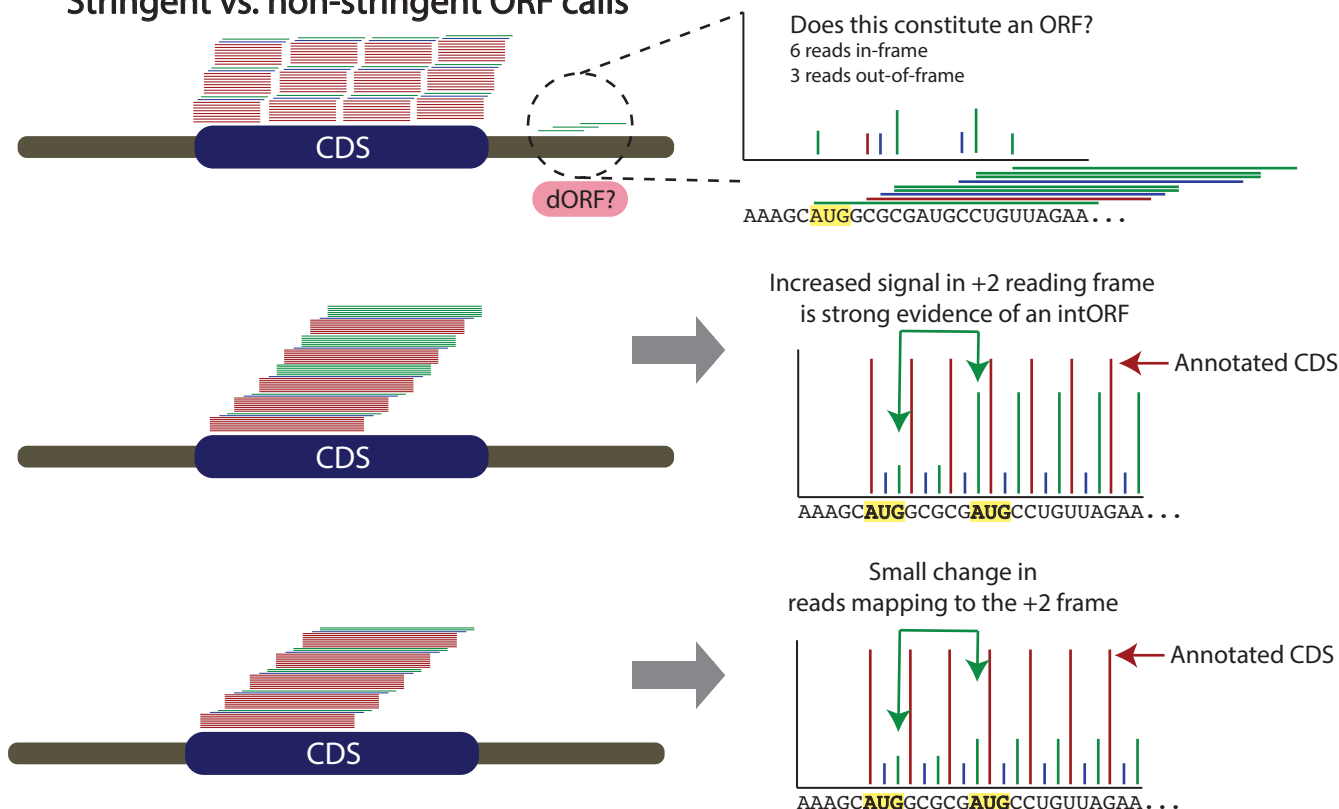 Stringent vs. non-stringent ORF calls
Does this constitute an ORF?
6 reads in-frame
3 reads out-of-frame
CDS
dORF?
AAAGCAUGGCGCGAUGCCUGUUAGAA...
Increased signal in +2 reading frame
is strong evidence of an intORF
Annotated CDS
CDS
AAAGCAUGGCGCGAUGCCUGUUAGAA...
Small change in
reads mapping to the +2 frame
Annotated CDS
CDS
AAAGCAUGGCGCGAUGCCUGUUAGAA...